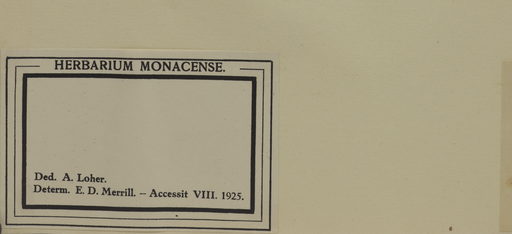 HERBARIUM MONACENSE.
Ded. A. Loher.
Determ. E. D. Merrill. – Accessit VIII. 1925.